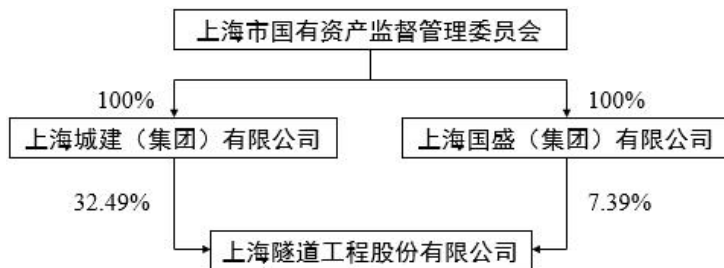 上海市国有资产监督管理委员会
100%
100%
上海城建（集团）有限公司
上海国盛（集团）有限公司
32.49%
7.39%
上海隧道工程股份有限公司